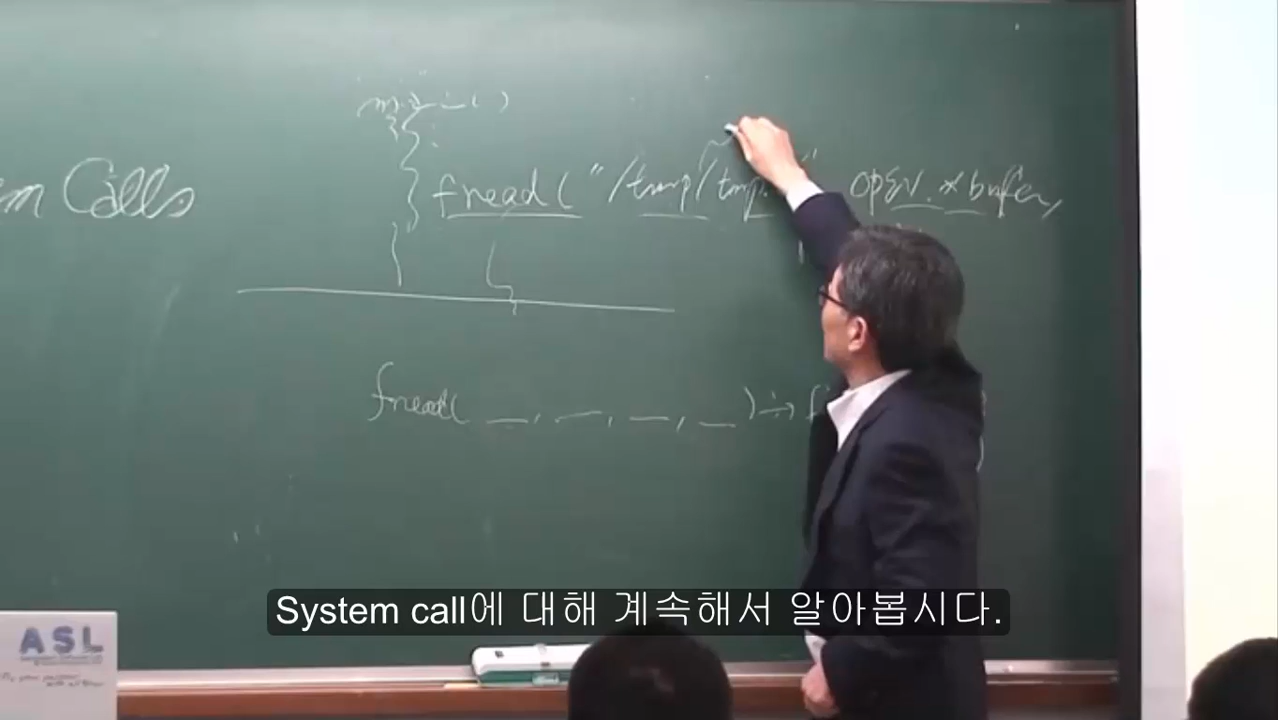 main()
Calls
fread( "/tmp/tmp. " open. *buffer,
fread( _, _, _, _ )
System call에 대해 계속해서 알아봅시다.
ASL